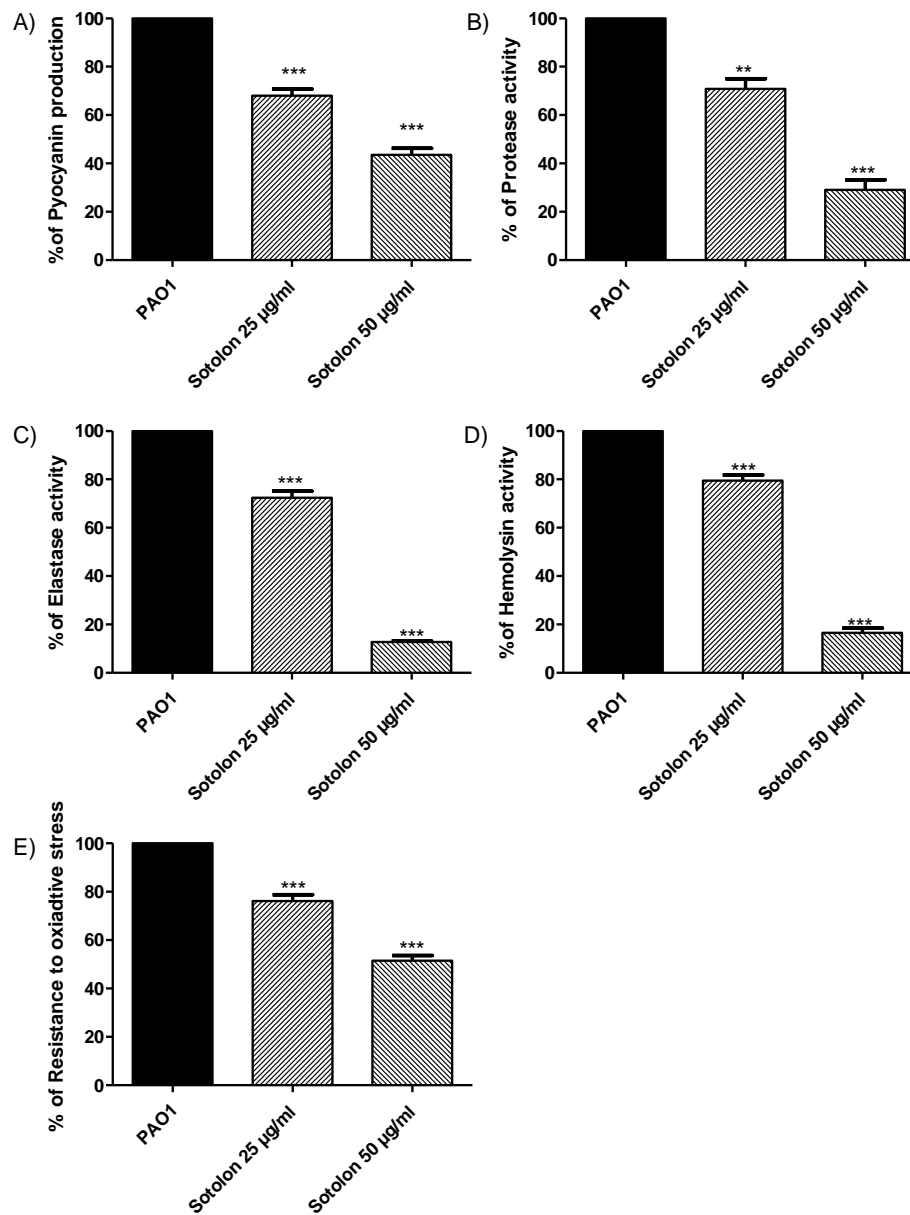 A)
%of Pyocyanin production
100
80
60
40
20
0
***
***
PAO1
Sotolon 25 µg/ml
Sotolon 50 µg/ml
B)
% of Protease activity
100
80
60
40
20
0
**
***
PAO1
Sotolon 25 µg/ml
Sotolon 50 µg/ml
C)
%of Elastase activity
100
80
60
40
20
0
***
***
PAO1
Sotolon 25 µg/ml
Sotolon 50 µg/ml
D)
%of Hemolysin activity
100
80
60
40
20
0
***
***
PAO1
Sotolon 25 µg/ml
Sotolon 50 µg/ml
E)
% of Resistance to oxiadtive stress
100
80
60
40
20
0
***
***
PAO1
Sotolon 25 µg/ml
Sotolon 50 µg/ml